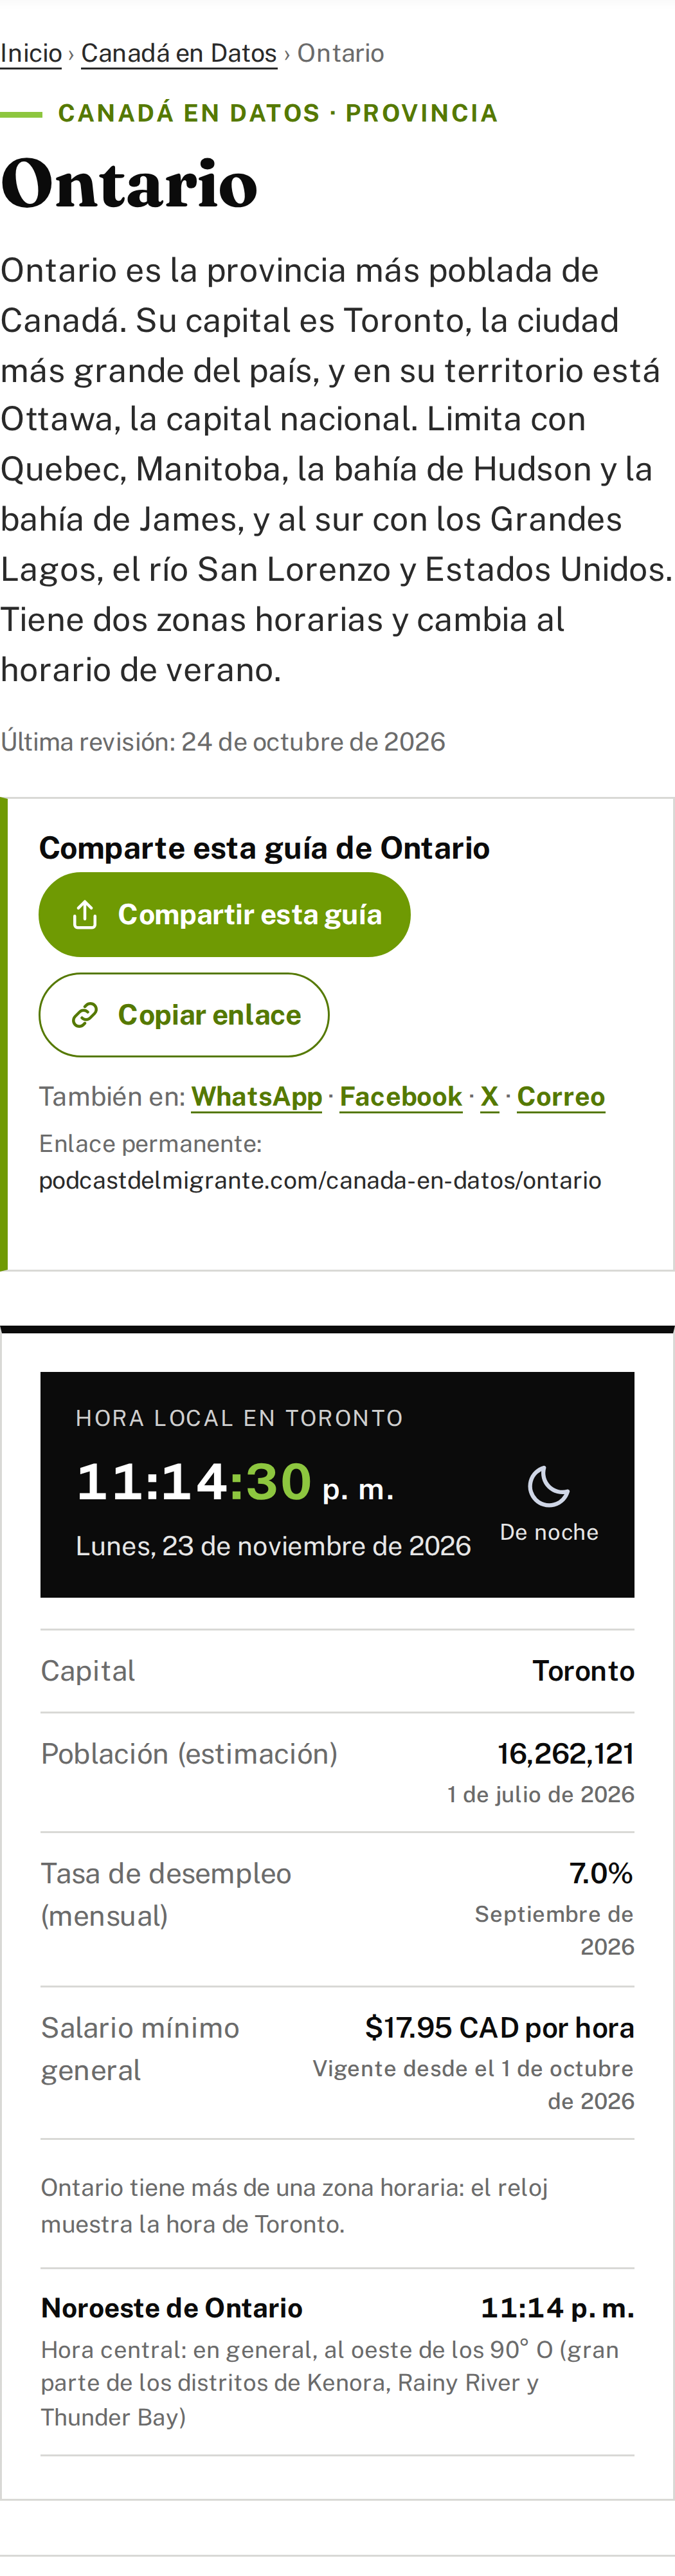 Inicio › Canadá en Datos › Ontario
CANADÁ EN DATOS · PROVINCIA
Ontario
Ontario es la provincia más poblada de
Canadá. Su capital es Toronto, la ciudad
más grande del país, y en su territorio está
Ottawa, la capital nacional. Limita con
Quebec, Manitoba, la bahía de Hudson y la
bahía de James, y al sur con los Grandes
Lagos, el río San Lorenzo y Estados Unidos.
Tiene dos zonas horarias y cambia al
horario de verano.
Última revisión: 24 de octubre de 2026
Comparte esta guía de Ontario
Compartir esta guía
Copiar enlace
También en: WhatsApp · Facebook · X · Correo
Enlace permanente:
podcastdelmigrante.com/canada-en-datos/ontario
HORA LOCAL EN TORONTO
11:14:30 p. m.
De noche
Lunes, 23 de noviembre de 2026
Capital Toronto
Población (estimación) 16,262,121
1 de julio de 2026
Tasa de desempleo 7.0%
(mensual) Septiembre de
2026
Salario mínimo $17.95 CAD por hora
general Vigente desde el 1 de octubre
de 2026
Ontario tiene más de una zona horaria: el reloj
muestra la hora de Toronto.
Noroeste de Ontario 11:14 p. m.
Hora central: en general, al oeste de los 90° O (gran
parte de los distritos de Kenora, Rainy River y
Thunder Bay)